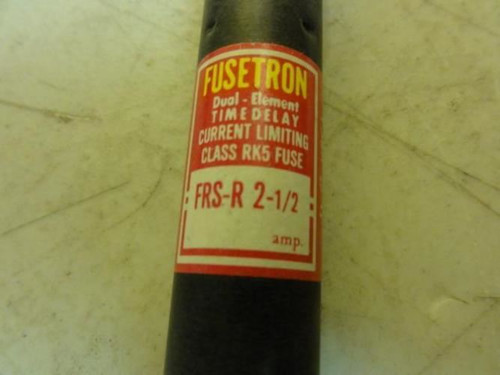 FUSETRON
Dual - Element
TIME DELAY
CURRENT LIMITING
CLASS RK5 FUSE
FRS-R 2-1/2
amp.